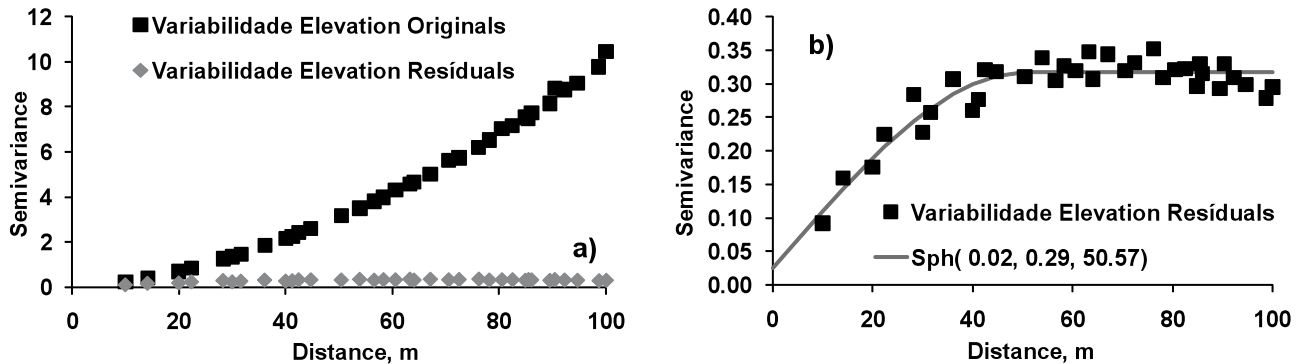 12
10
8
6
4
2
0
Semivariance
Variabilidade Elevation Originals
Variabilidade Elevation Resíduals
a)
0 20 40 60 80 100
Distance, m
0.40
0.35
0.30
0.25
0.20
0.15
0.10
0.05
0.00
Semivariance
b)
Variabilidade Elevation Resíduals
Sph( 0.02, 0.29, 50.57)
0 20 40 60 80 100
Distance, m